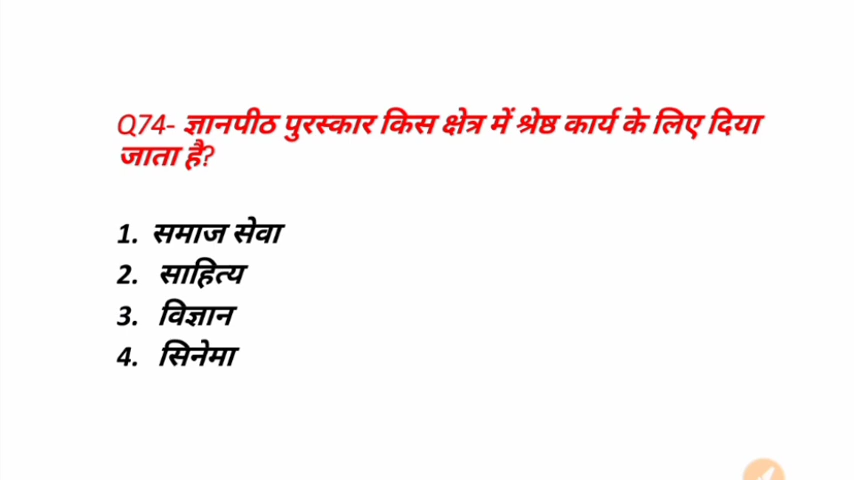 Q74- ज्ञानपीठ पुरस्कार किस क्षेत्र में श्रेष्ठ कार्य के लिए दिया
जाता है?
1. समाज सेवा
2. साहित्य
3. विज्ञान
4. सिनेमा